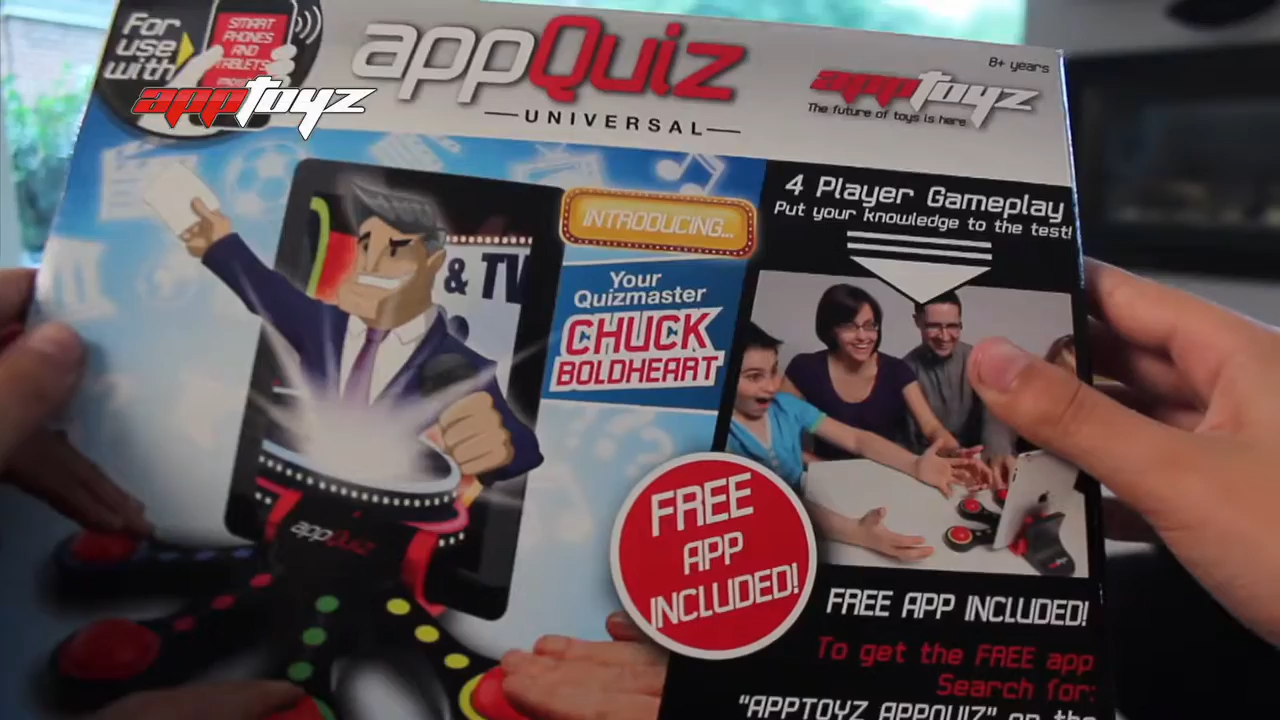 For
use
with
SMART
PHONES
AND
TABLETS
apptoyz
appQuiz
UNIVERSAL
8+ years
apptoyz
The future of toys is here
4 Player Gameplay
Put your knowledge to the test!
INTRODUCING...
Your
Quizmaster
CHUCK
BOLDHEART
& TV
appQuiz
FREE
APP
INCLUDED!
FREE APP INCLUDED!
To get the FREE app
Search for:
"APPTOYZ APPQUIZ" on the